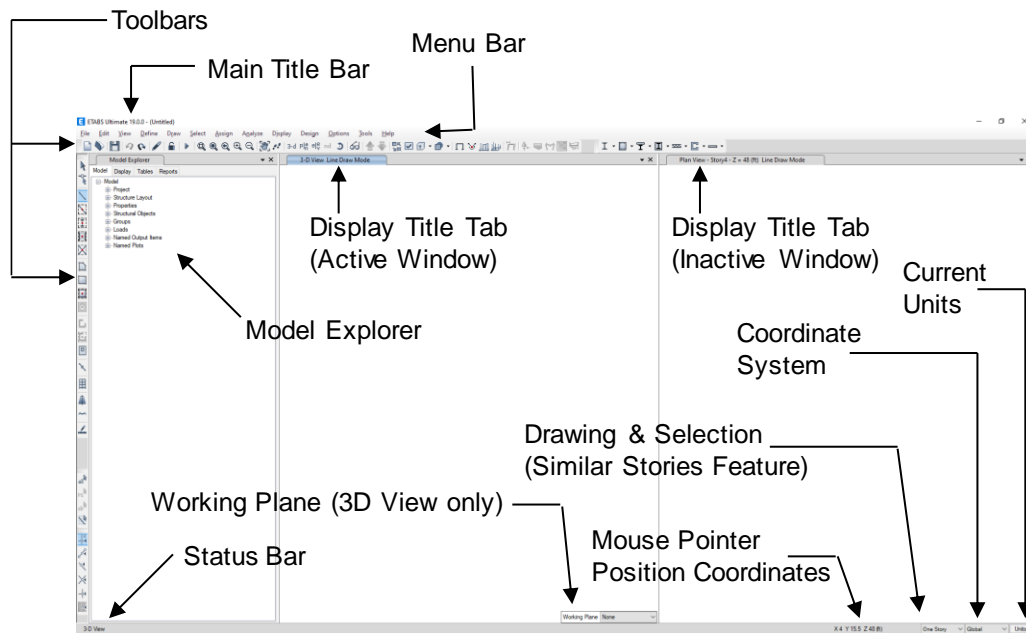 Toolbars
Menu Bar
Main Title Bar
ETABS Ultimate 19.0.0 - (Untitled)
File Edit View Define Draw Select Assign Analyze Display Design Options Tools Help
3-d
Model Explorer
3-D View Line Draw Mode
Plan View - Story4 - Z = 48 (ft) Line Draw Mode
Model Display Tables Reports
Model
Project
Structure Layout
Properties
Structural Objects
Groups
Loads
Named Output Items
Named Plots
Display Title Tab
(Active Window)
Display Title Tab
(Inactive Window)
Current
Units
Model Explorer
Coordinate
System
Drawing & Selection
(Similar Stories Feature)
Working Plane (3D View only)
Mouse Pointer
Position Coordinates
Status Bar
Working Plane None
3-D View
X 4 Y 15.5 Z 48 (ft)
One Story
Global
Units